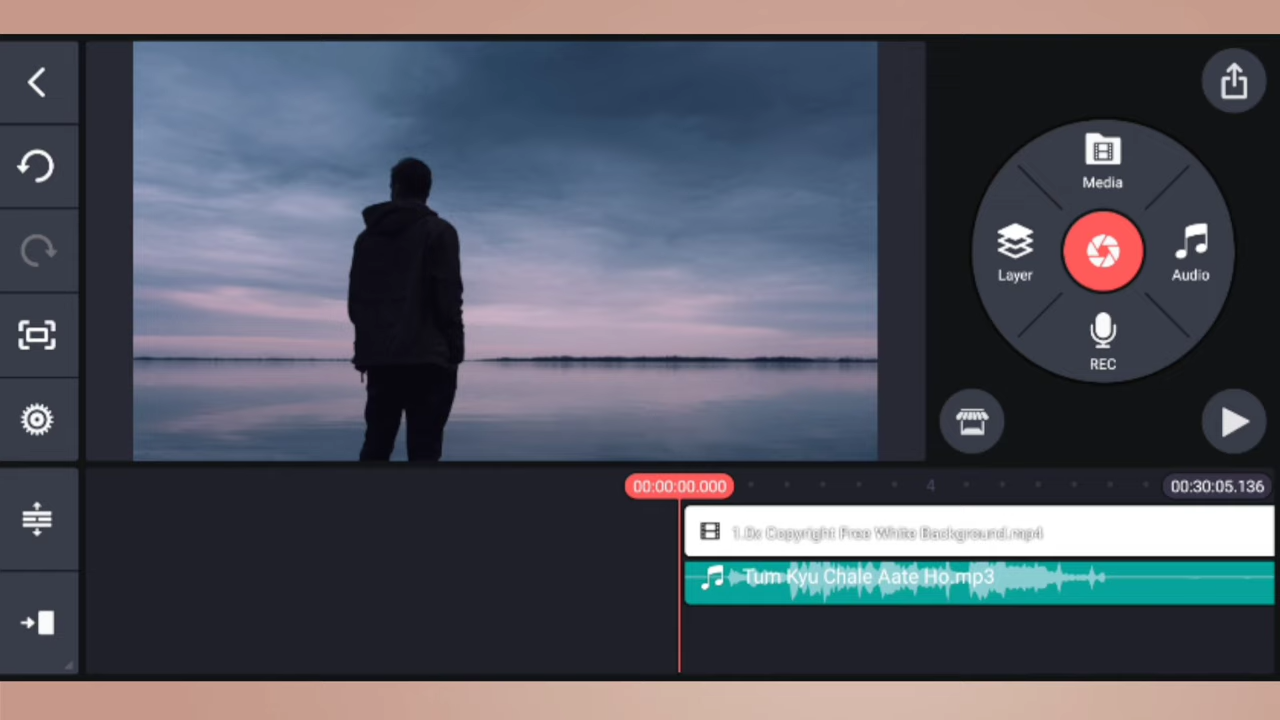 Media
Layer
Audio
REC
00:00:00.000
4
00:30:05.136
1.0x Copyright Free White Background.mp4
Tum Kyu Chale Aate Ho.mp3